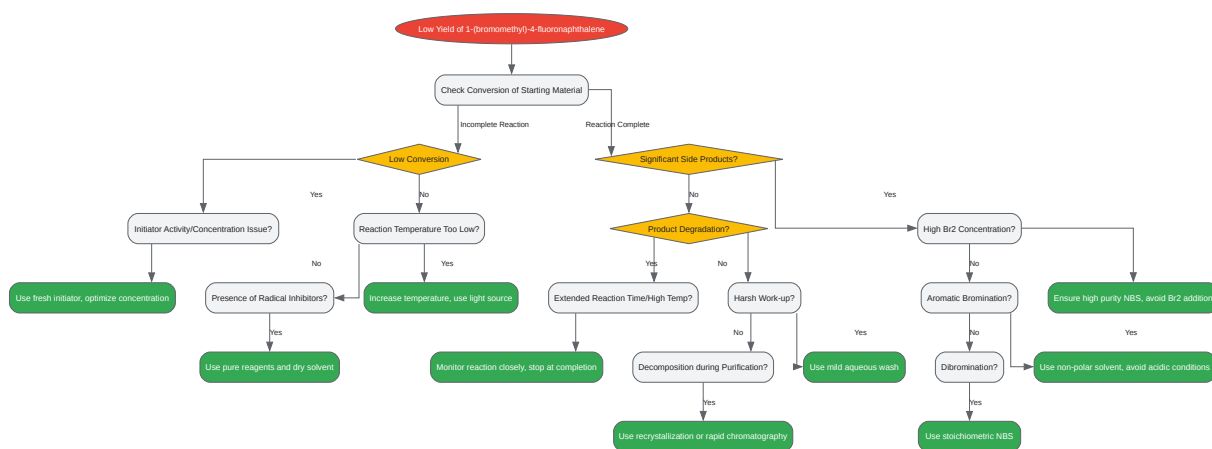 Low Yield of 1-(bromomethyl)-4-fluoronaphthalene
Check Conversion of Starting Material
Incomplete Reaction
Reaction Complete
Low Conversion
Significant Side Products?
Yes
No
No
Yes
Initiator Activity/Concentration Issue?
Reaction Temperature Too Low?
Product Degradation?
High Br2 Concentration?
No
Yes
Yes
No
No
Use fresh initiator, optimize concentration
Presence of Radical Inhibitors?
Increase temperature, use light source
Extended Reaction Time/High Temp?
Harsh Work-up?
Aromatic Bromination?
Ensure high purity NBS, avoid Br2 addition
Yes
No
Yes
No
Yes
Use pure reagents and dry solvent
Monitor reaction closely, stop at completion
Decomposition during Purification?
Use mild aqueous wash
Dibromination?
Use non-polar solvent, avoid acidic conditions
Yes
Yes
Use recrystallization or rapid chromatography
Use stoichiometric NBS